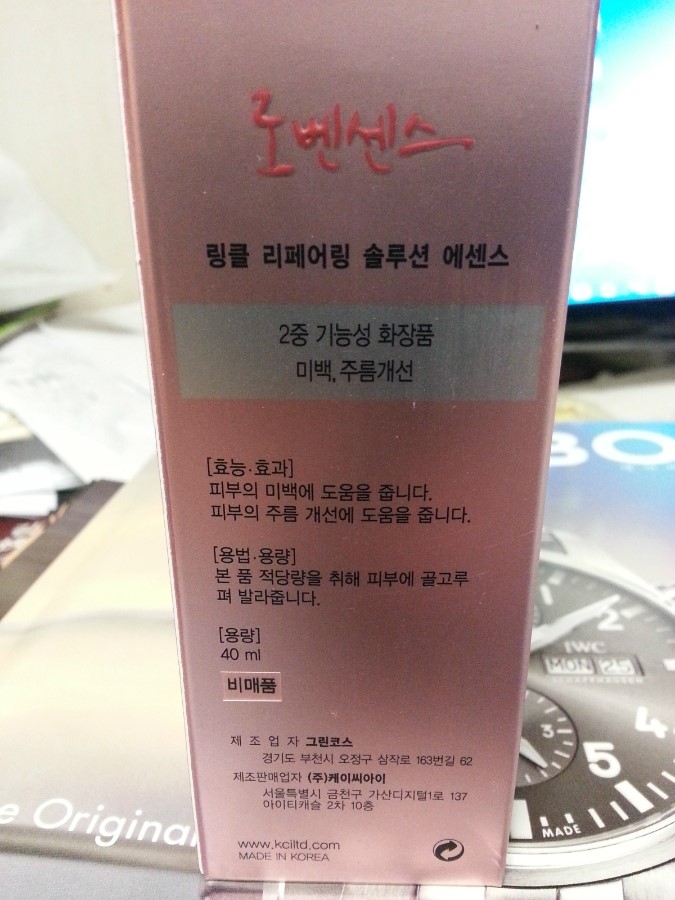 로벤센스
링클 리페어링 솔루션 에센스
2중 기능성 화장품
미백, 주름개선
[효능·효과]
피부의 미백에 도움을 줍니다.
피부의 주름 개선에 도움을 줍니다.
[용법·용량]
본 품 적당량을 취해 피부에 골고루
펴 발라줍니다.
[용량]
40 ml
비매품
제 조 업 자 그린코스
경기도 부천시 오정구 삼작로 163번길 62
제조판매업자 (주)케이씨아이
서울특별시 금천구 가산디지털1로 137
아이티캐슬 2차 10층
www.kciltd.com
MADE IN KOREA
BO
1
2
IWC
MON 25
SCHAFFHAUSEN
3
4
5
MADE
e Original